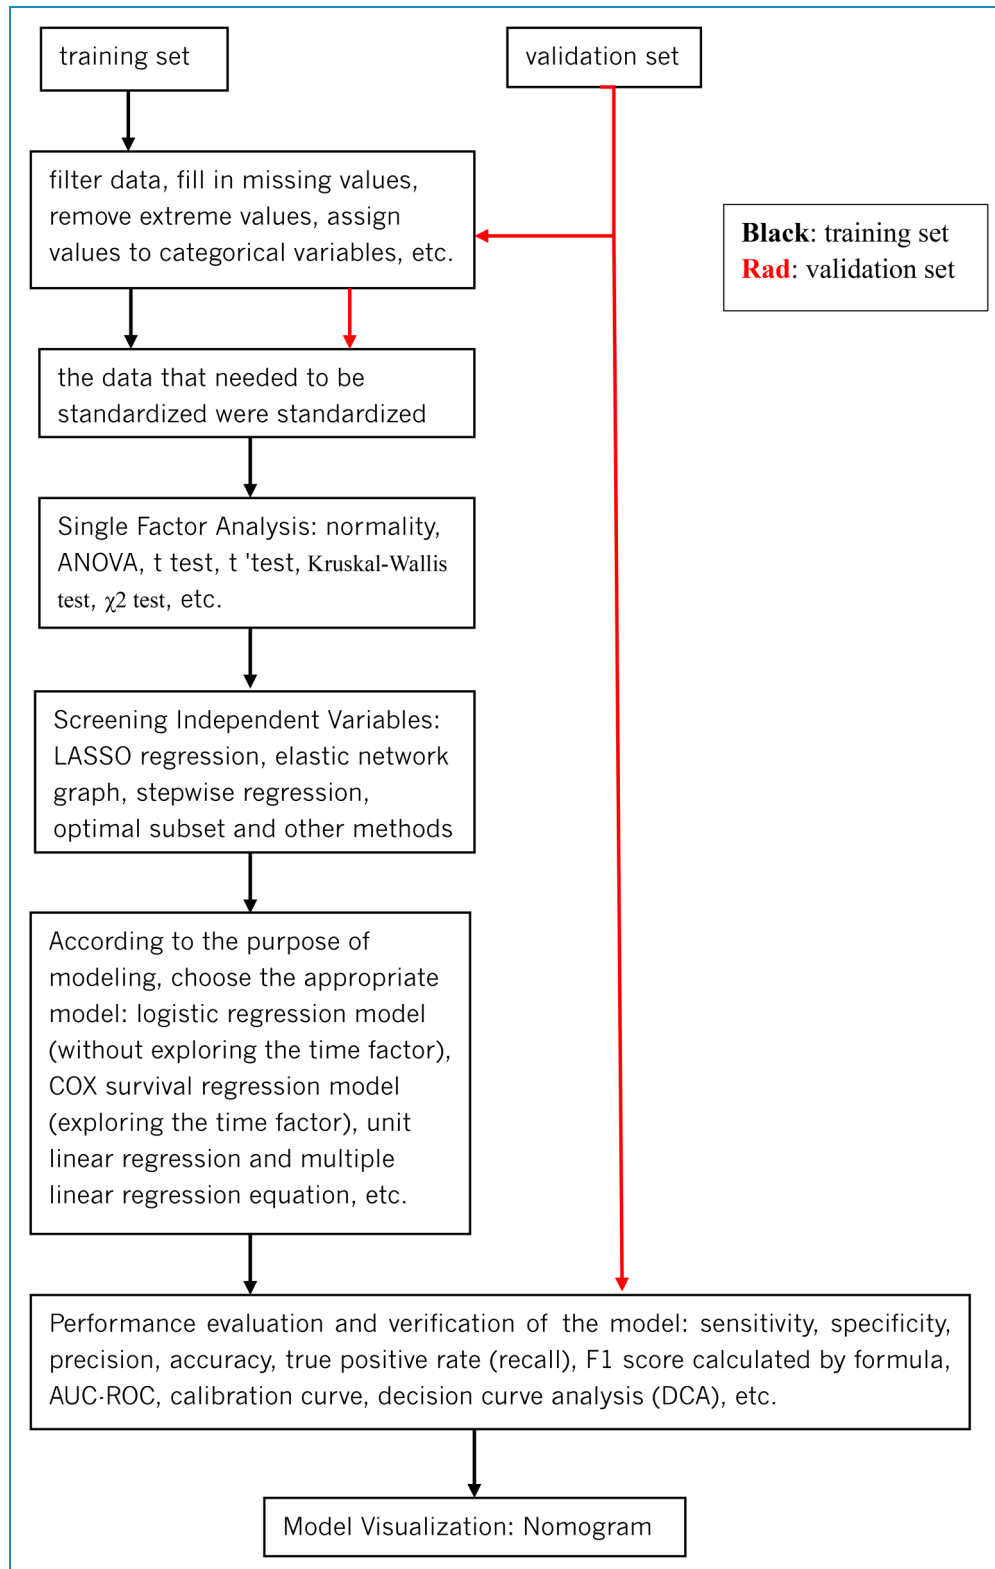 training set
validation set
filter data, fill in missing values,
remove extreme values, assign
values to categorical variables, etc.
Black: training set
Rad: validation set
the data that needed to be
standardized were standardized
Single Factor Analysis: normality,
ANOVA, t test, t 'test, Kruskal-Wallis
test, χ2 test, etc.
Screening Independent Variables:
LASSO regression, elastic network
graph, stepwise regression,
optimal subset and other methods
According to the purpose of
modeling, choose the appropriate
model: logistic regression model
(without exploring the time factor),
COX survival regression model
(exploring the time factor), unit
linear regression and multiple
linear regression equation, etc.
Performance evaluation and verification of the model: sensitivity, specificity,
precision, accuracy, true positive rate (recall), F1 score calculated by formula,
AUC-ROC, calibration curve, decision curve analysis (DCA), etc.
Model Visualization: Nomogram